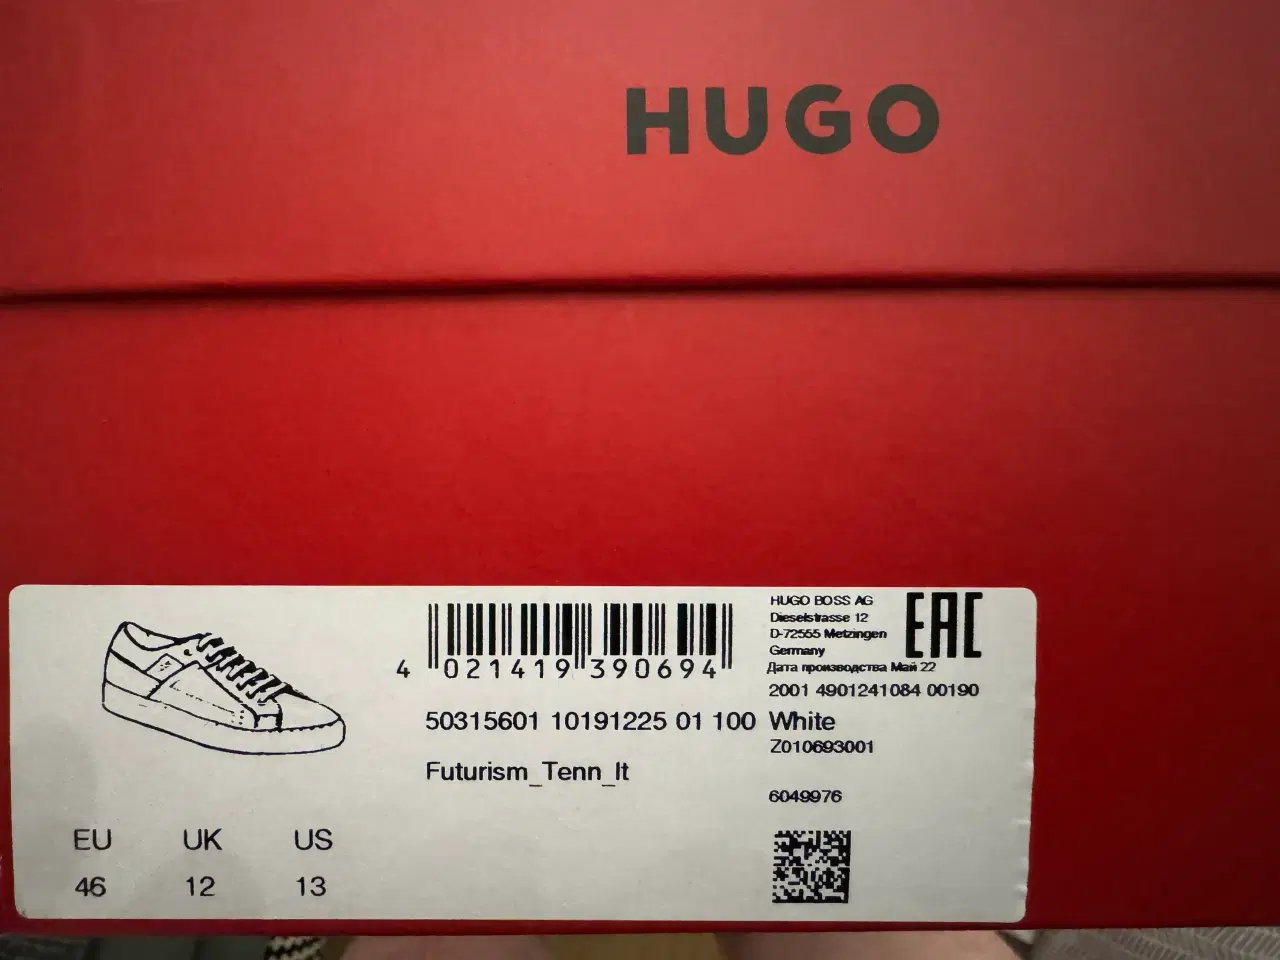 HUGO
4 021419 390694
50315601 10191225 01 100 White
Futurism_Tenn_lt
HUGO BOSS AG
Dieselstrasse 12
D-72555 Metzingen
Germany
Дата производства Май 22
2001 4901241084 00190
Z010693001
6049976
EAC
EU UK US
46 12 13